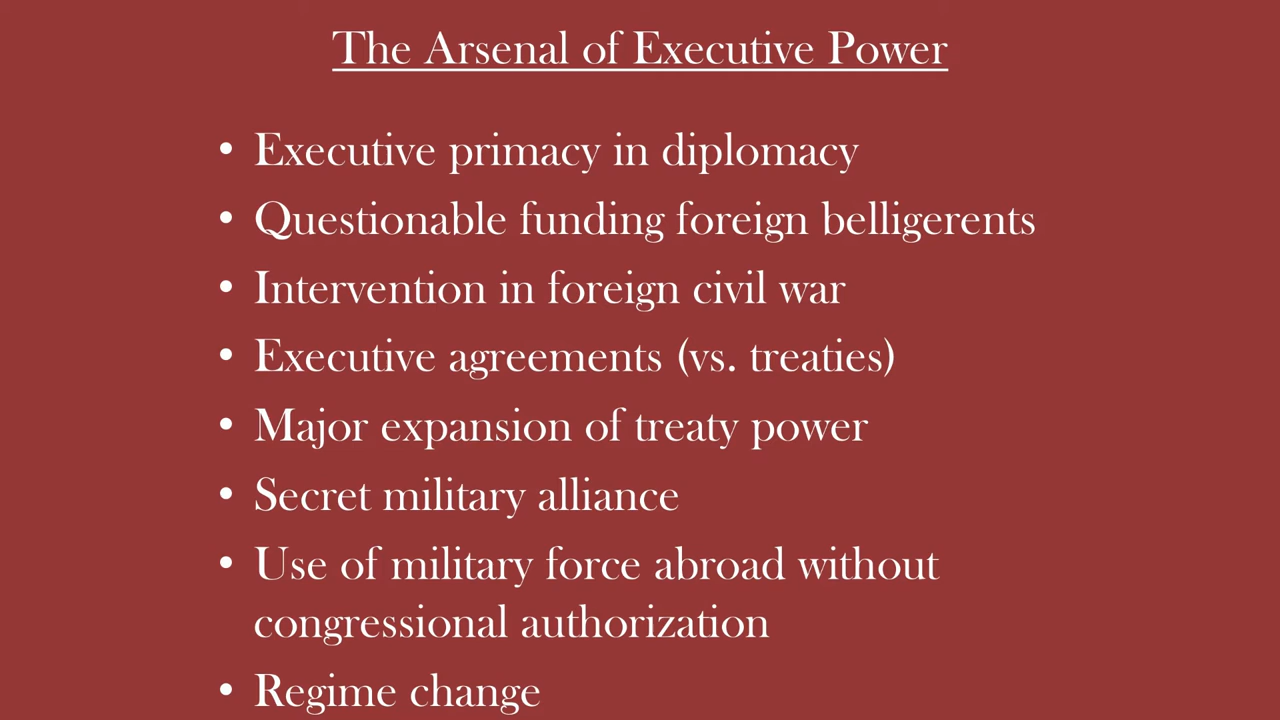 The Arsenal of Executive Power
• Executive primacy in diplomacy
• Questionable funding foreign belligerents
• Intervention in foreign civil war
• Executive agreements (vs. treaties)
• Major expansion of treaty power
• Secret military alliance
• Use of military force abroad without
congressional authorization
• Regime change